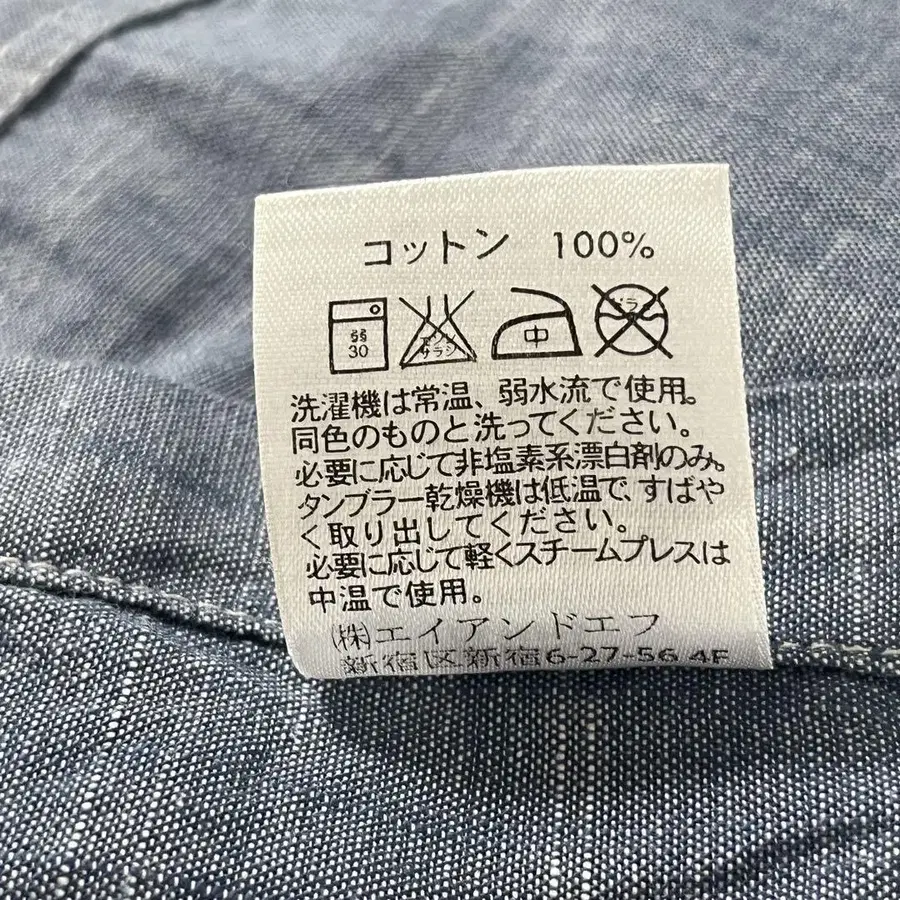 コットン 100%
弱
30
エンソ
サラシ
中
ドライ
洗濯機は常温、弱水流で使用。
同色のものと洗ってください。
必要に応じて非塩素系漂白剤のみ。
タンブラー乾燥機は低温で、すばや
く取り出してください。
必要に応じて軽くスチームプレスは
中温で使用。
㈱エイアンドエフ
新宿区新宿6-27-56 4F